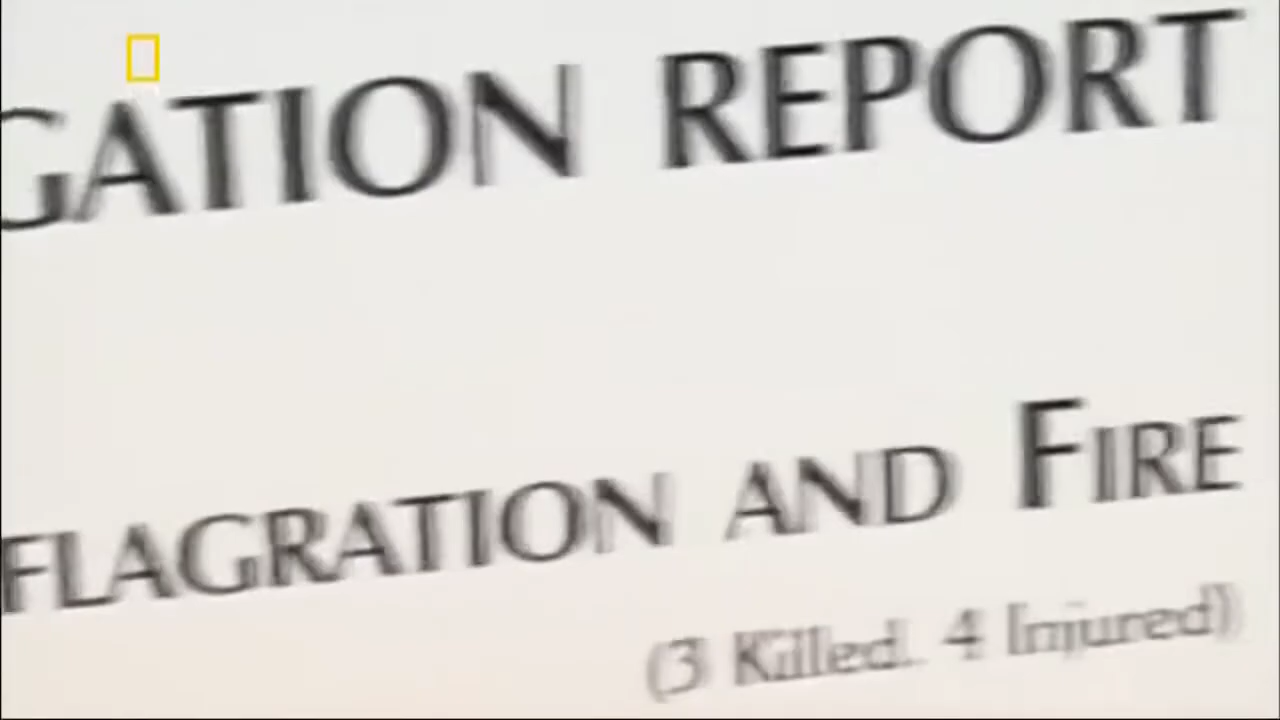 GATION REPORT
FLAGRATION AND FIRE
(3 Killed, 4 Injured)